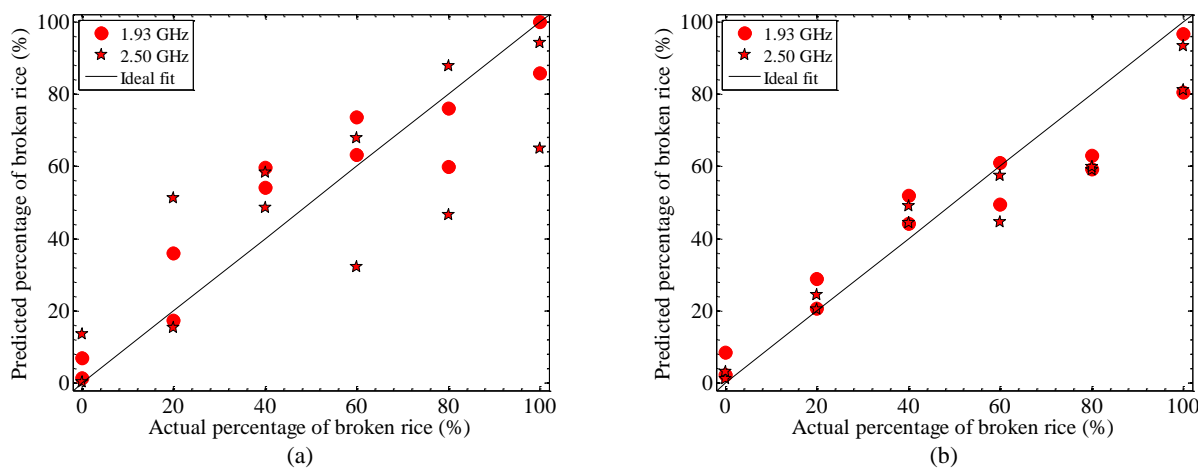 Predicted percentage of broken rice (%)
100
80
60
40
20
0
1.93 GHz
2.50 GHz
Ideal fit
0 20 40 60 80 100
Actual percentage of broken rice (%)
(a)
Predicted percentage of broken rice (%)
100
80
60
40
20
0
1.93 GHz
2.50 GHz
Ideal fit
0 20 40 60 80 100
Actual percentage of broken rice (%)
(b)